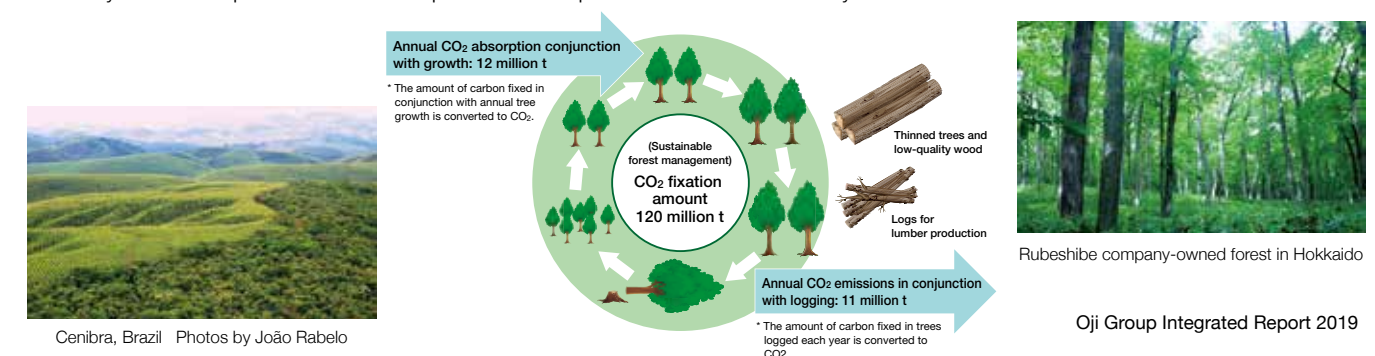 Annual CO2 absorption conjunction
with growth: 12 million t
* The amount of carbon fixed in
conjunction with annual tree
growth is converted to CO2.
(Sustainable
forest management)
CO2 fixation
amount
120 million t
Thinned trees and
low-quality wood
Logs for
lumber production
Annual CO2 emissions in conjunction
with logging: 11 million t
* The amount of carbon fixed in trees
logged each year is converted to
CO2
Cenibra, Brazil Photos by João Rabelo
Rubeshibe company-owned forest in Hokkaido
Oji Group Integrated Report 2019